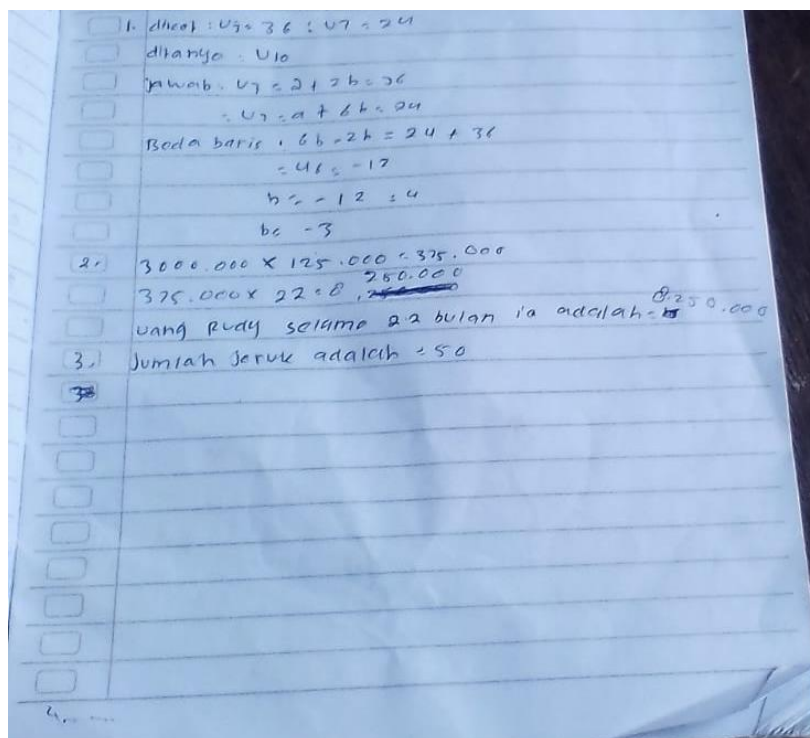 1. dikeal : U3 = 36 : U7 = 24
ditanya . U10
jawab . U3 = a + 2b = 36
= U7 = a + 6b = 24
Beda baris . 6b - 2b = 24 + 36
= 4b = -12
b = - 12 : 4
b = -3
2. 3000.000 x 125.000 = 375.000
375.000 x 22 = 8.250.000
uang Rudy selama 22 bulan ia adalah = 8.250.000
3. Jumlah Jeruk adalah = 50
4. .....